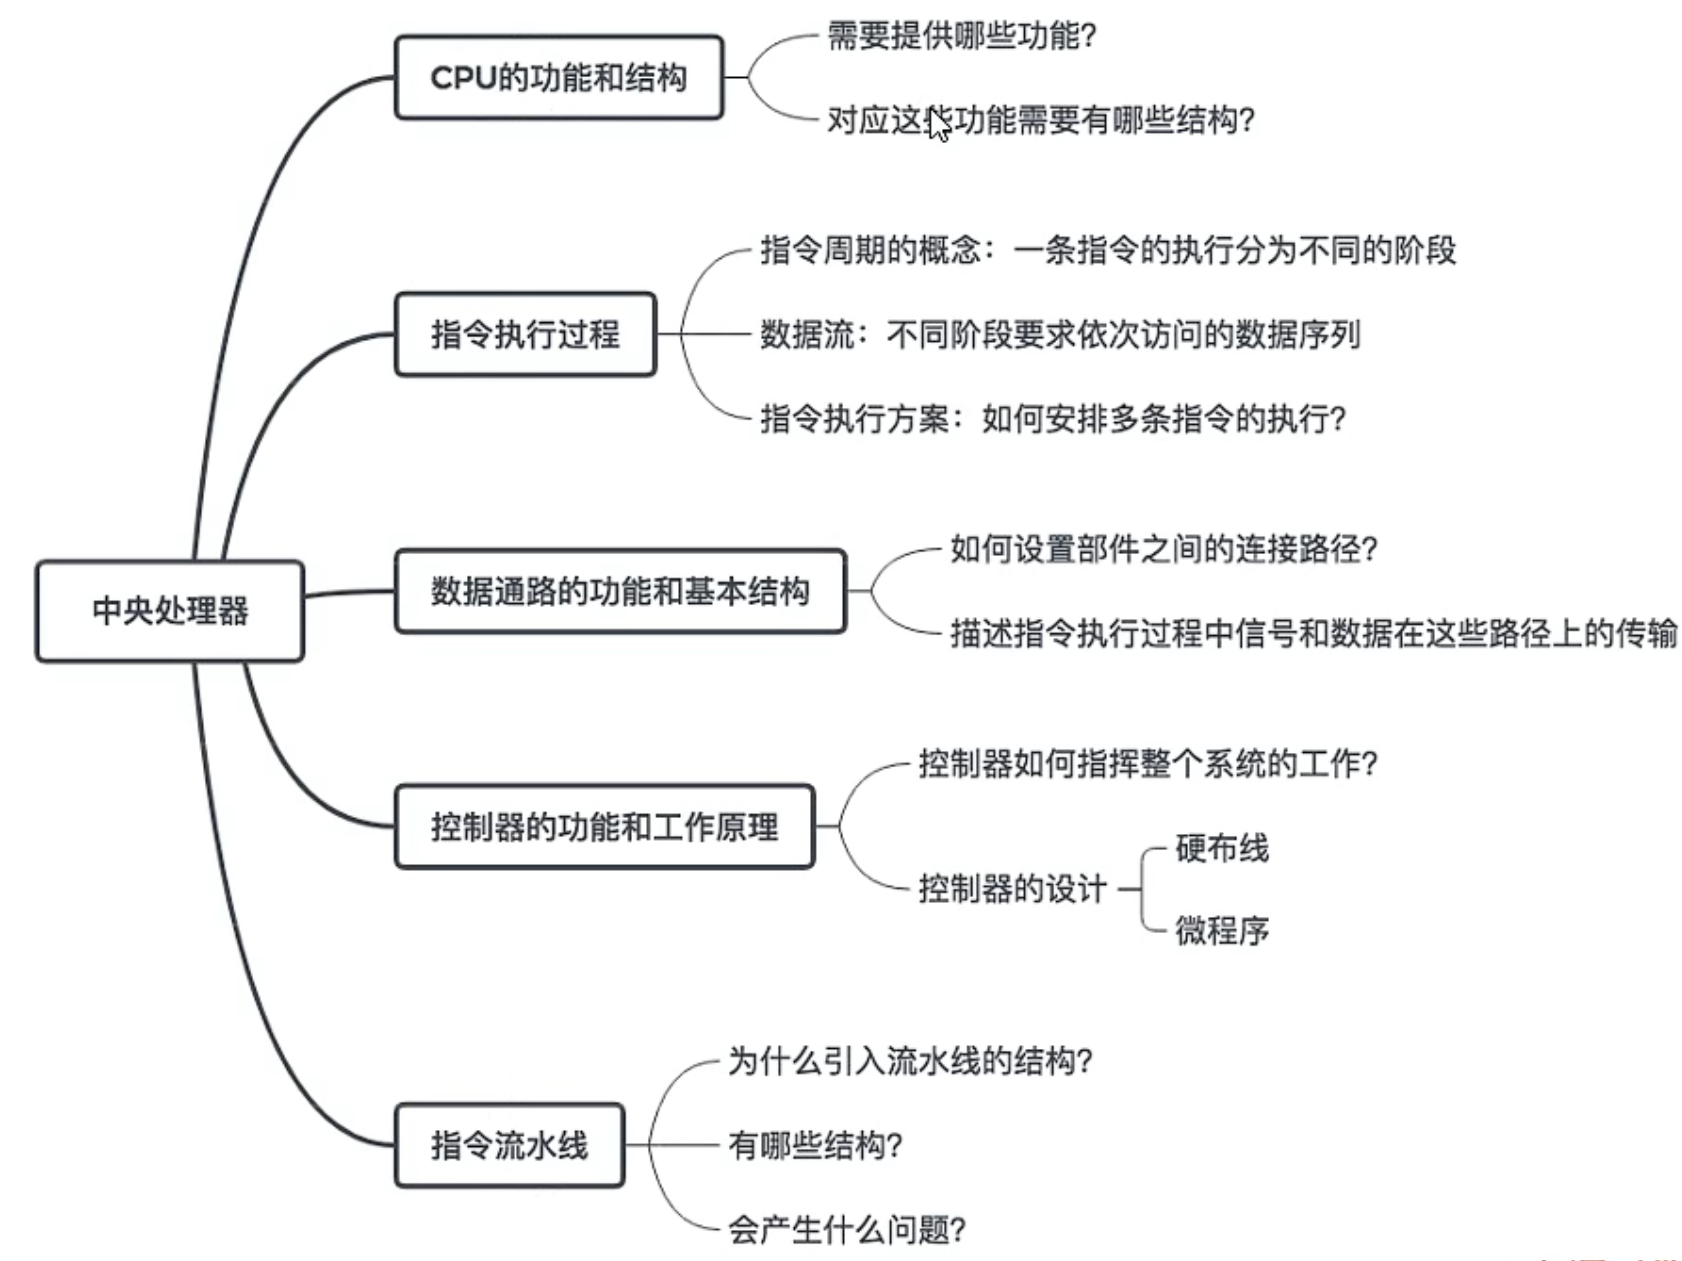 需要提供哪些功能?
CPU的功能和结构
对应这些功能需要有哪些结构?
指令周期的概念：一条指令的执行分为不同的阶段
指令执行过程
数据流：不同阶段要求依次访问的数据序列
指令执行方案：如何安排多条指令的执行?
如何设置部件之间的连接路径?
中央处理器
数据通路的功能和基本结构
描述指令执行过程中信号和数据在这些路径上的传输
控制器如何指挥整个系统的工作?
控制器的功能和工作原理
硬布线
控制器的设计
微程序
为什么引入流水线的结构?
指令流水线
有哪些结构?
会产生什么问题?